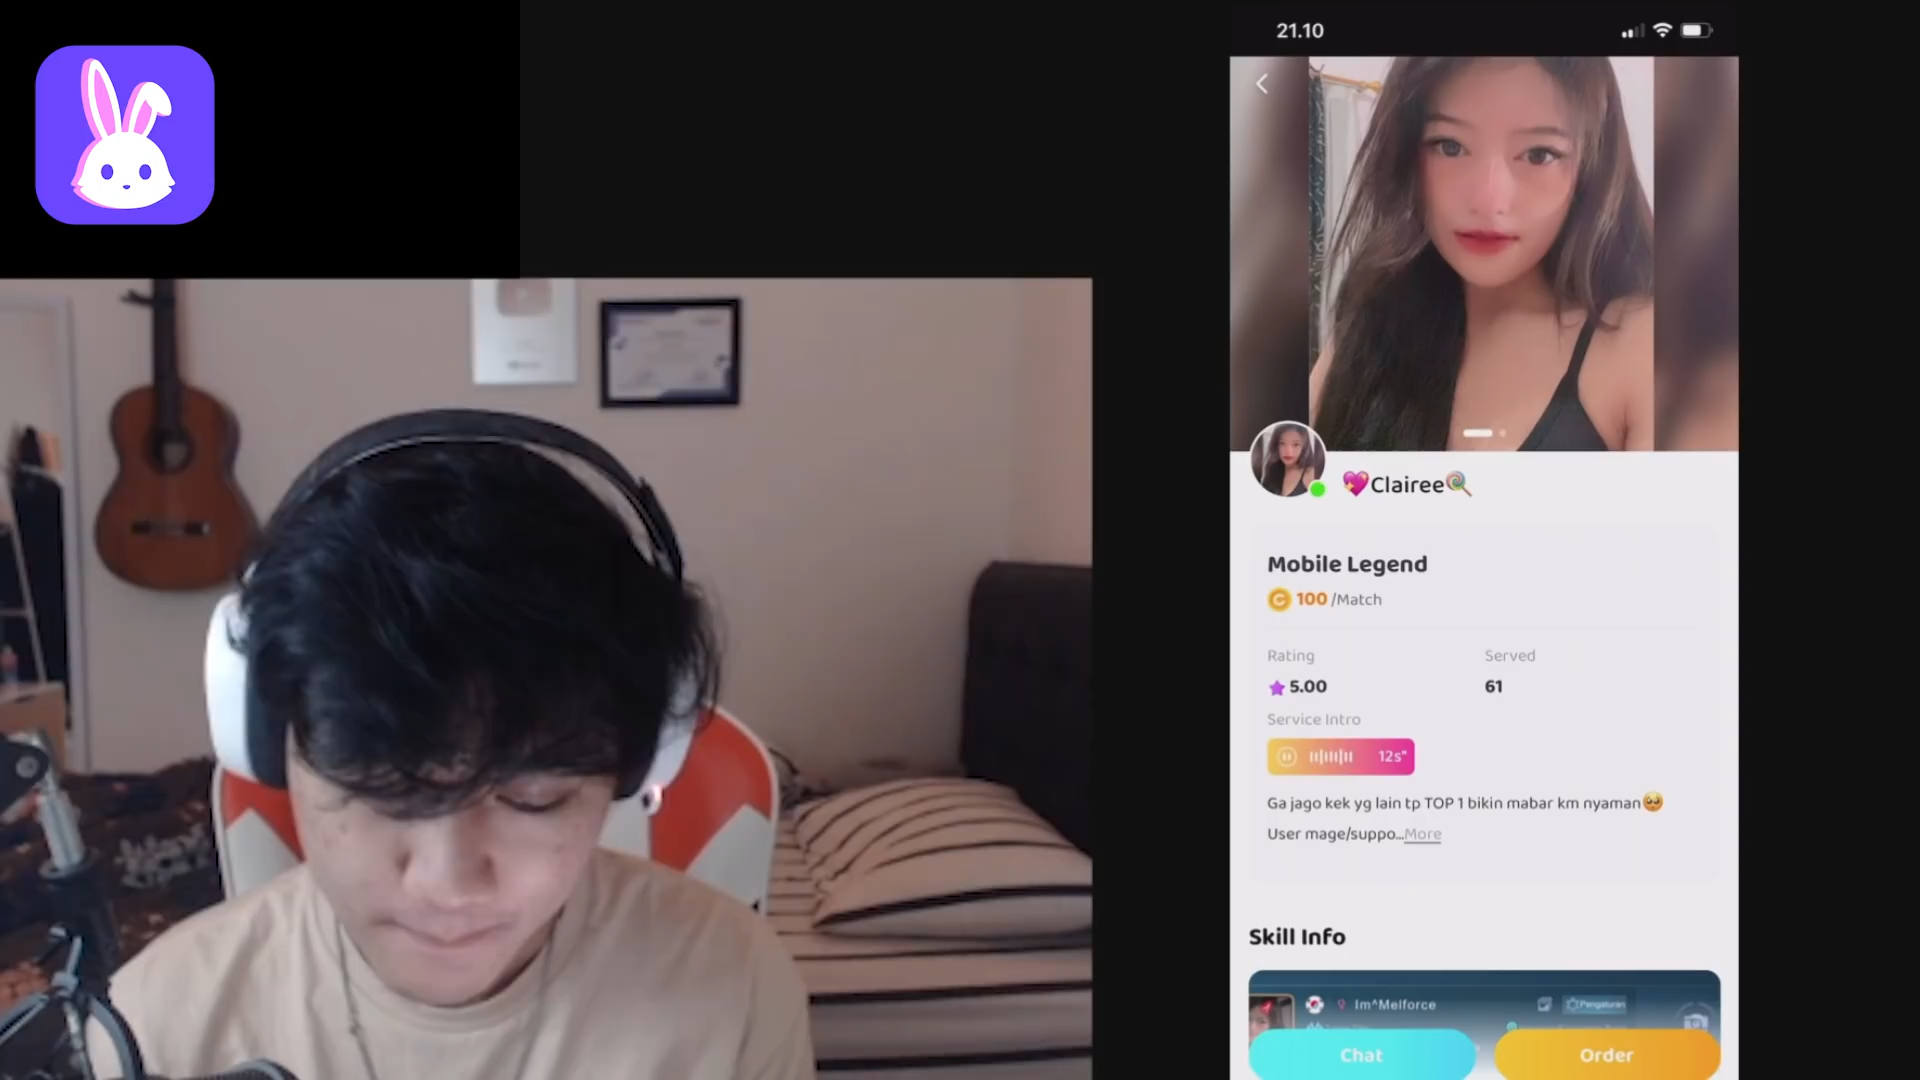 21.10
💖Clairee🍭
Mobile Legend
100 /Match
Rating
Served
5.00
61
Service Intro
12s"
Ga jago kek yg lain tp TOP 1 bikin mabar km nyaman🥺
User mage/suppo...More
Skill Info
Im^Melforce
Pengaturan
Chat
Order